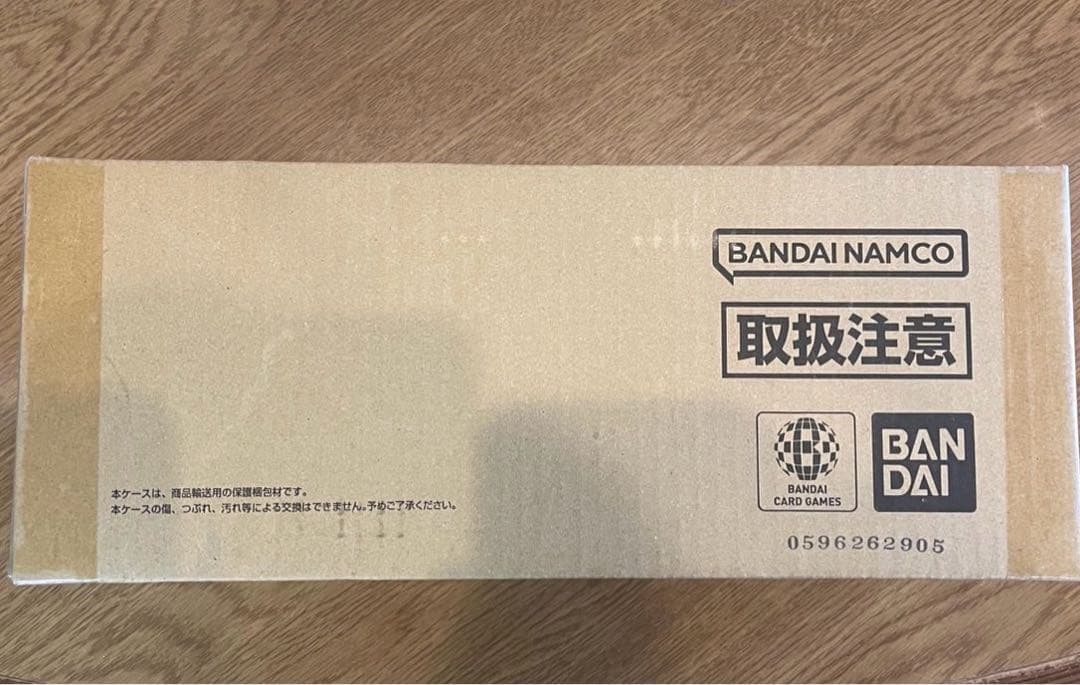 BANDAI NAMCO
取扱注意
BANDAI
CARD GAMES
BAN
DAI
本ケースは、商品輸送用の保護梱包材です。
本ケースの傷、つぶれ、汚れ等による交換はできません。予めご了承ください。
0596262905